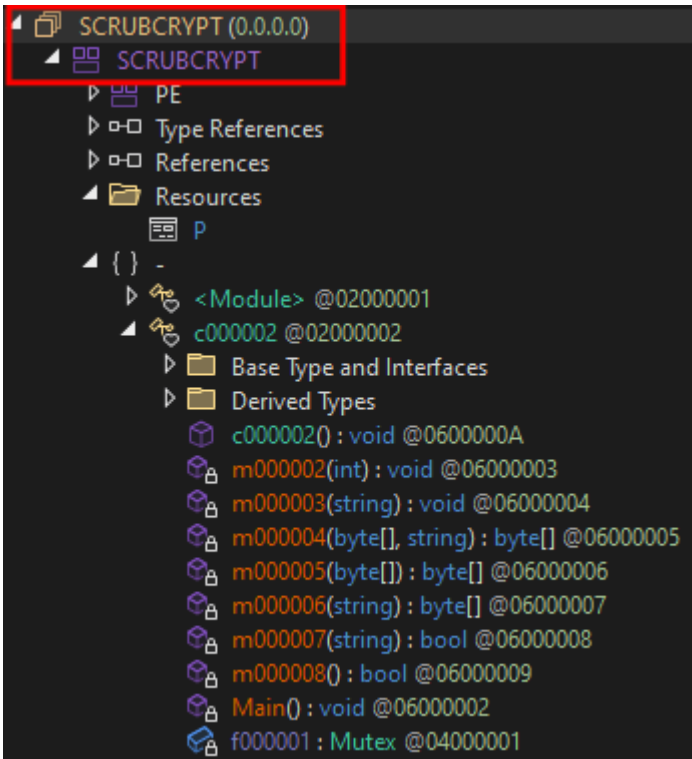 SCRUBCRYPT (0.0.0.0)
SCRUBCRYPT
PE
Type References
References
Resources
P
{ } -
<Module> @02000001
c000002 @02000002
Base Type and Interfaces
Derived Types
c000002() : void @0600000A
m000002(int) : void @06000003
m000003(string) : void @06000004
m000004(byte[], string) : byte[] @06000005
m000005(byte[]) : byte[] @06000006
m000006(string) : byte[] @06000007
m000007(string) : bool @06000008
m000008() : bool @06000009
Main() : void @06000002
f000001 : Mutex @04000001